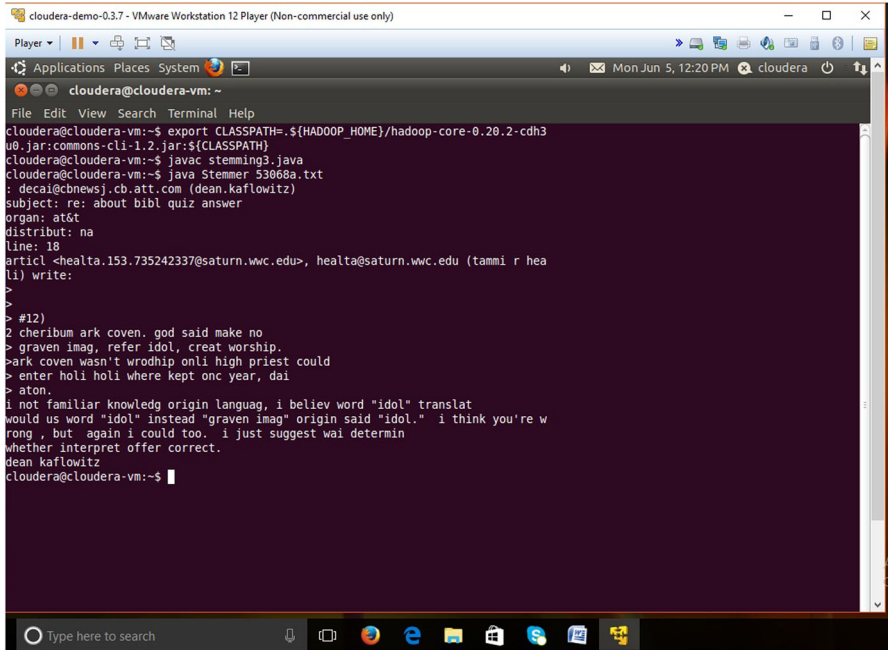 cloudera-demo-0.3.7 - VMware Workstation 12 Player (Non-commercial use only)
Player
Applications Places System
Mon Jun 5, 12:20 PM cloudera
cloudera@cloudera-vm: ~
File Edit View Search Terminal Help
cloudera@cloudera-vm:~$ export CLASSPATH=.${HADOOP_HOME}/hadoop-core-0.20.2-cdh3
u0.jar:commons-cli-1.2.jar:${CLASSPATH}
cloudera@cloudera-vm:~$ javac stemming3.java
cloudera@cloudera-vm:~$ java Stemmer 53068a.txt
: decai@cbnewsj.cb.att.com (dean.kaflowitz)
subject: re: about bibl quiz answer
organ: at&t
distribut: na
line: 18
articl <healta.153.735242337@saturn.wwc.edu>, healta@saturn.wwc.edu (tammi r hea
li) write:
>
>
> #12)
2 cheribum ark coven. god said make no
> graven imag, refer idol, creat worship.
>ark coven wasn't wrodhip onli high priest could
> enter holi holi where kept onc year, dai
> aton.
i not familiar knowledg origin languag, i believ word "idol" translat
would us word "idol" instead "graven imag" origin said "idol."  i think you're w
rong , but  again i could too.  i just suggest wai determin
whether interpret offer correct.
dean kaflowitz
cloudera@cloudera-vm:~$
Type here to search